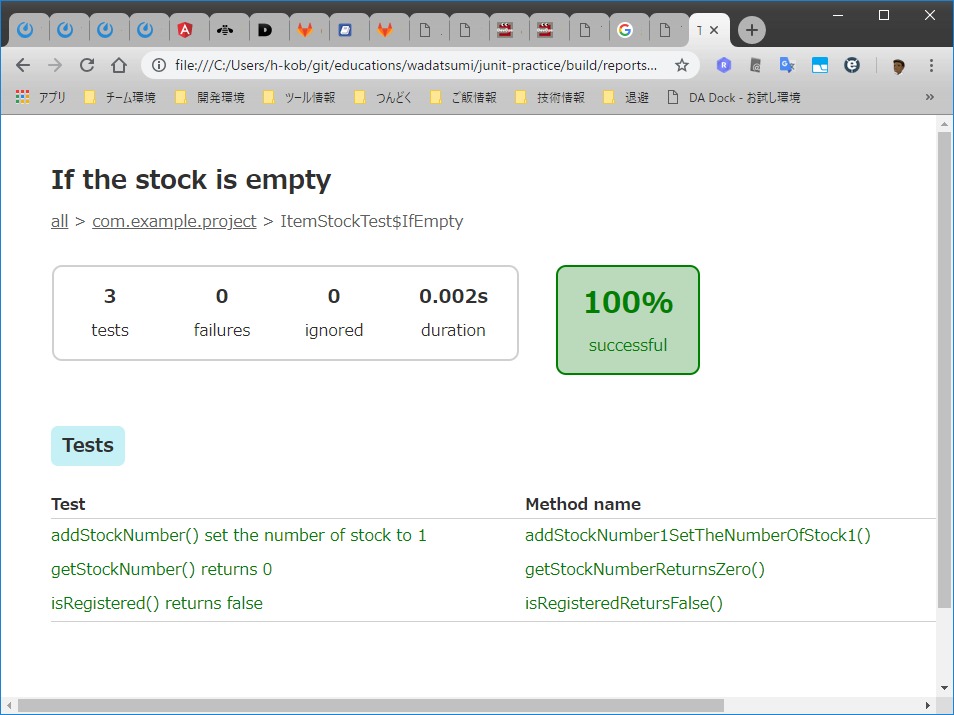 T
file:///C:/Users/h-kob/git/educations/wadatsumi/junit-practice/build/reports...
アプリ チーム環境 開発環境 ツール情報 つんどく ご飯情報 技術情報 退避 DA Dock - お試し環境 »
If the stock is empty
all > com.example.project > ItemStockTest$IfEmpty
3 0 0 0.002s
tests failures ignored duration
100%
successful
Tests
Test Method name
addStockNumber() set the number of stock to 1 addStockNumber1SetTheNumberOfStock1()
getStockNumber() returns 0 getStockNumberReturnsZero()
isRegistered() returns false isRegisteredRetursFalse()